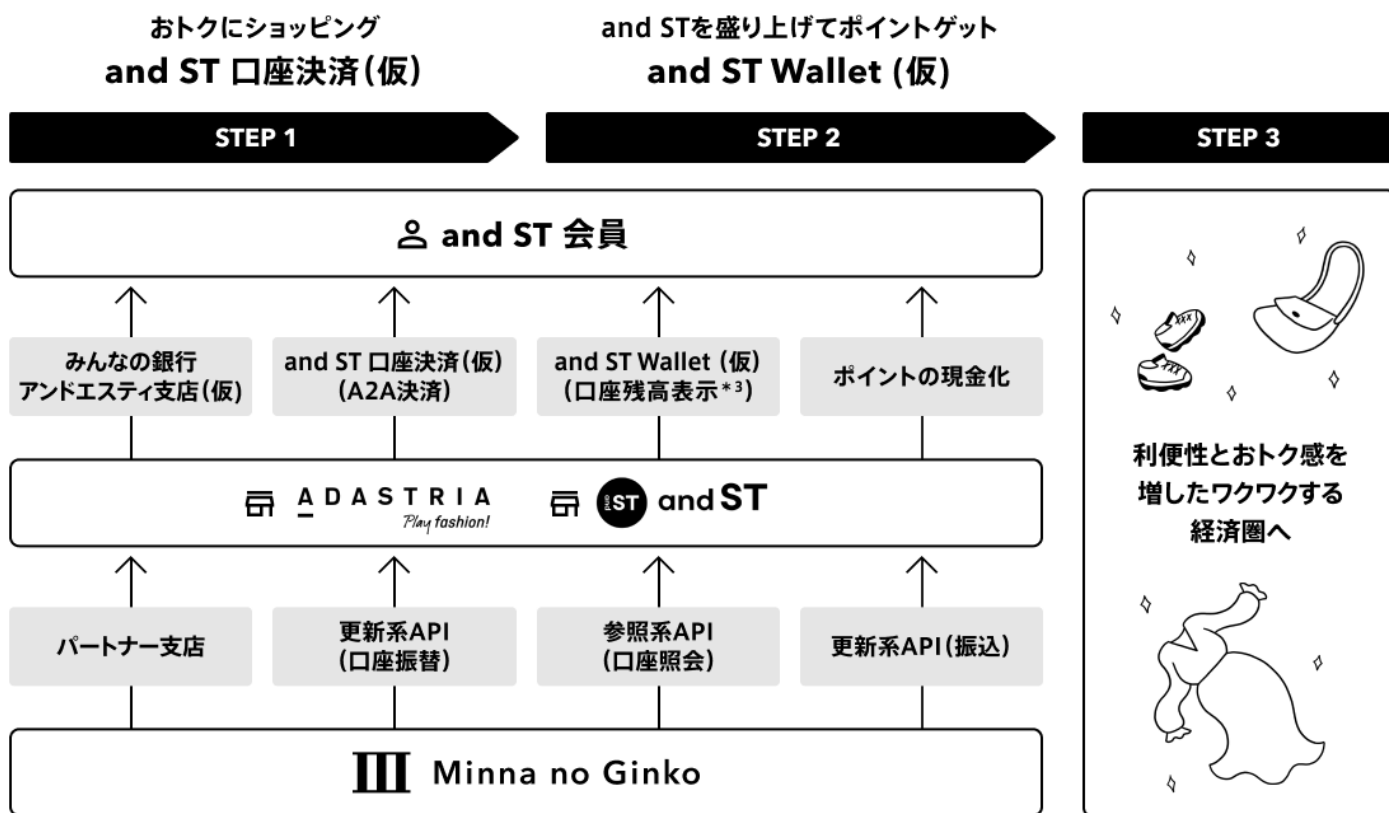 おトクにショッピング
and ST 口座決済(仮)
and STを盛り上げてポイントゲット
and ST Wallet (仮)
STEP 1
STEP 2
STEP 3
and ST 会員
みんなの銀行
アンドエスティ支店(仮)
and ST 口座決済(仮)
(A2A決済)
and ST Wallet (仮)
(口座残高表示*3)
ポイントの現金化
ADASTRIA
Play fashion!
and ST
and ST
パートナー支店
更新系API
(口座振替)
参照系API
(口座照会)
更新系API(振込)
Minna no Ginko
利便性とおトク感を
増したワクワクする
経済圏へ